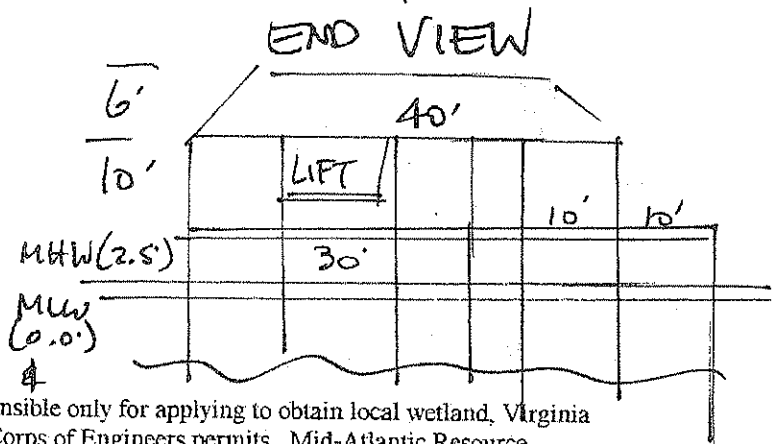 END VIEW
6'
40'
10'
LIFT
10' 10'
MHW(2.5')
30'
MLW
(0.0')
nsible only for applying to obtain local wetland, Virginia
Corps of Engineers permits. Mid-Atlantic Resource